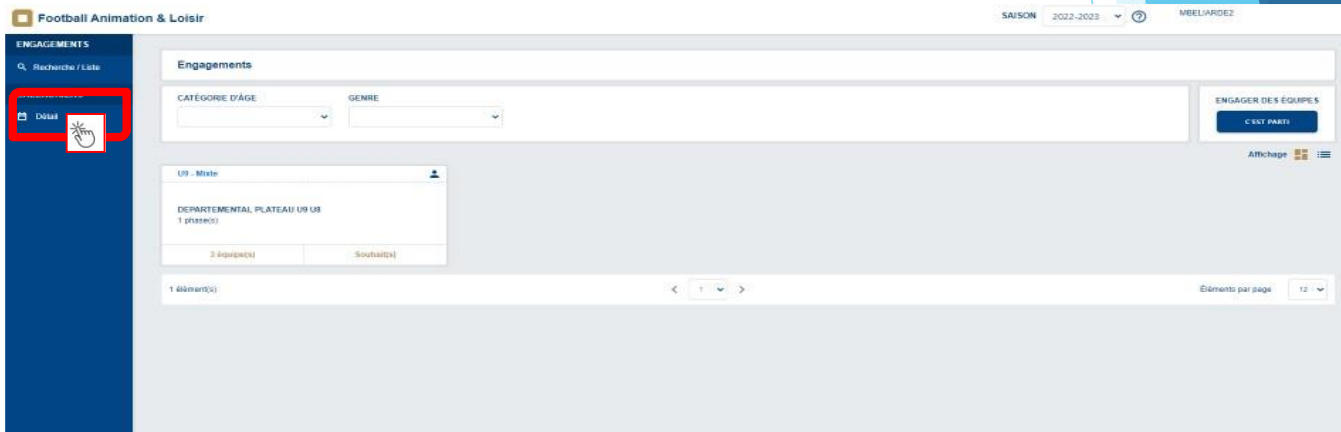 Football Animation & Loisir
SAISON 2022-2023
ENGAGEMENTS
Recherche / Liste
Détail
Engagements
CATÉGORIE D'ÂGE GENRE
ENGAGER DES ÉQUIPES
C'EST PARTI
Affichage
U9 - Mixte
DEPARTEMENTAL PLATEAU U9 U8
1 phase(s)
3 équipe(s) Souhait(s)
1 élément(s) 1 Éléments par page 12